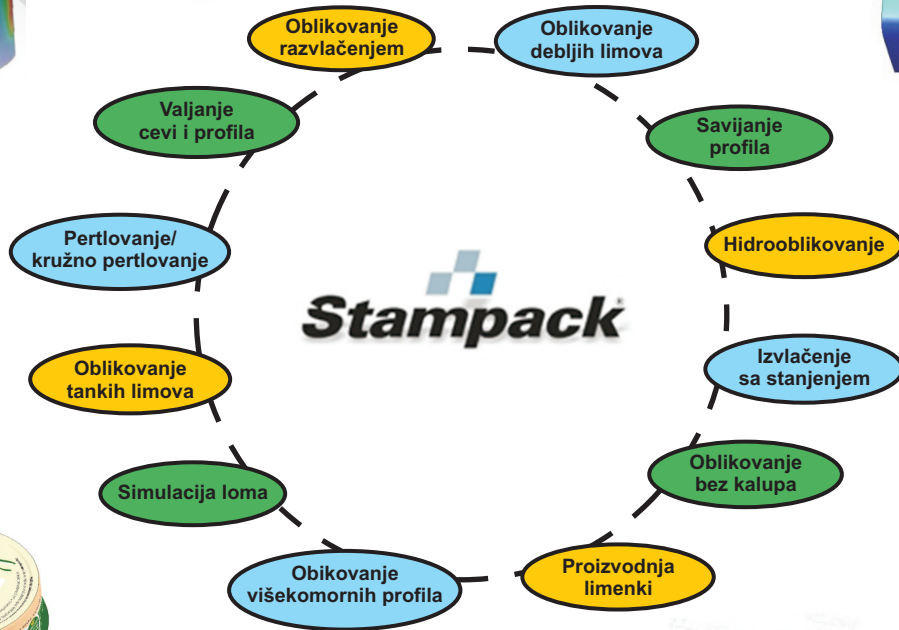 Oblikovanje
razvlačenjem
Oblikovanje
debljih limova
Valjanje
cevi i profila
Savijanje
profila
Pertlovanje/
kružno pertlovanje
Hidrooblikovanje
Stampack
Oblikovanje
tankih limova
Izvlačenje
sa stanjenjem
Simulacija loma
Oblikovanje
bez kalupa
Obikovanje
višekomornih profila
Proizvodnja
limenki